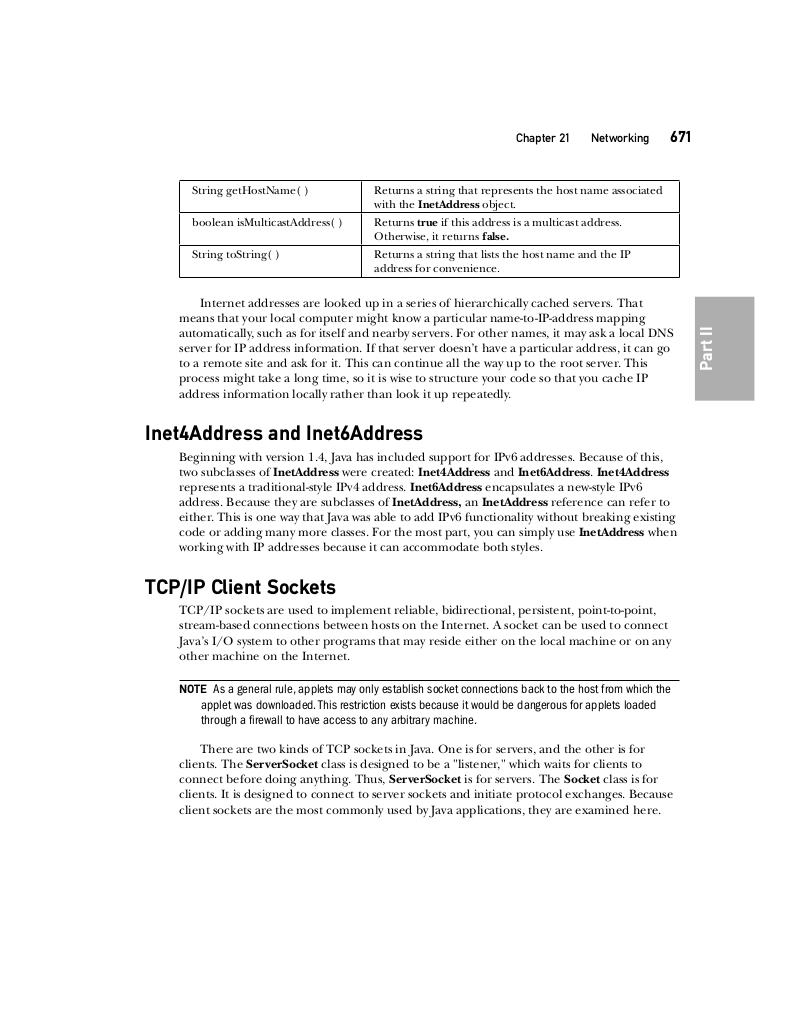 Chapter 21 Networking 671
String getHostName( ) Returns a string that represents the host name associated
with the InetAddress object.
boolean isMulticastAddress( ) Returns true if this address is a multicast address.
Otherwise, it returns false.
String toString( ) Returns a string that lists the host name and the IP
address for convenience.
Internet addresses are looked up in a series of hierarchically cached servers. That
means that your local computer might know a particular name-to-IP-address mapping
automatically, such as for itself and nearby servers. For other names, it may ask a local DNS
server for IP address information. If that server doesn’t have a particular address, it can go
to a remote site and ask for it. This can continue all the way up to the root server. This
process might take a long time, so it is wise to structure your code so that you cache IP
address information locally rather than look it up repeatedly.
Part II
Inet4Address and Inet6Address
Beginning with version 1.4, Java has included support for IPv6 addresses. Because of this,
two subclasses of InetAddress were created: Inet4Address and Inet6Address. Inet4Address
represents a traditional-style IPv4 address. Inet6Address encapsulates a new-style IPv6
address. Because they are subclasses of InetAddress, an InetAddress reference can refer to
either. This is one way that Java was able to add IPv6 functionality without breaking existing
code or adding many more classes. For the most part, you can simply use InetAddress when
working with IP addresses because it can accommodate both styles.
TCP/IP Client Sockets
TCP/IP sockets are used to implement reliable, bidirectional, persistent, point-to-point,
stream-based connections between hosts on the Internet. A socket can be used to connect
Java’s I/O system to other programs that may reside either on the local machine or on any
other machine on the Internet.
NOTE As a general rule, applets may only establish socket connections back to the host from which the
applet was downloaded. This restriction exists because it would be dangerous for applets loaded
through a firewall to have access to any arbitrary machine.
There are two kinds of TCP sockets in Java. One is for servers, and the other is for
clients. The ServerSocket class is designed to be a "listener," which waits for clients to
connect before doing anything. Thus, ServerSocket is for servers. The Socket class is for
clients. It is designed to connect to server sockets and initiate protocol exchanges. Because
client sockets are the most commonly used by Java applications, they are examined here.